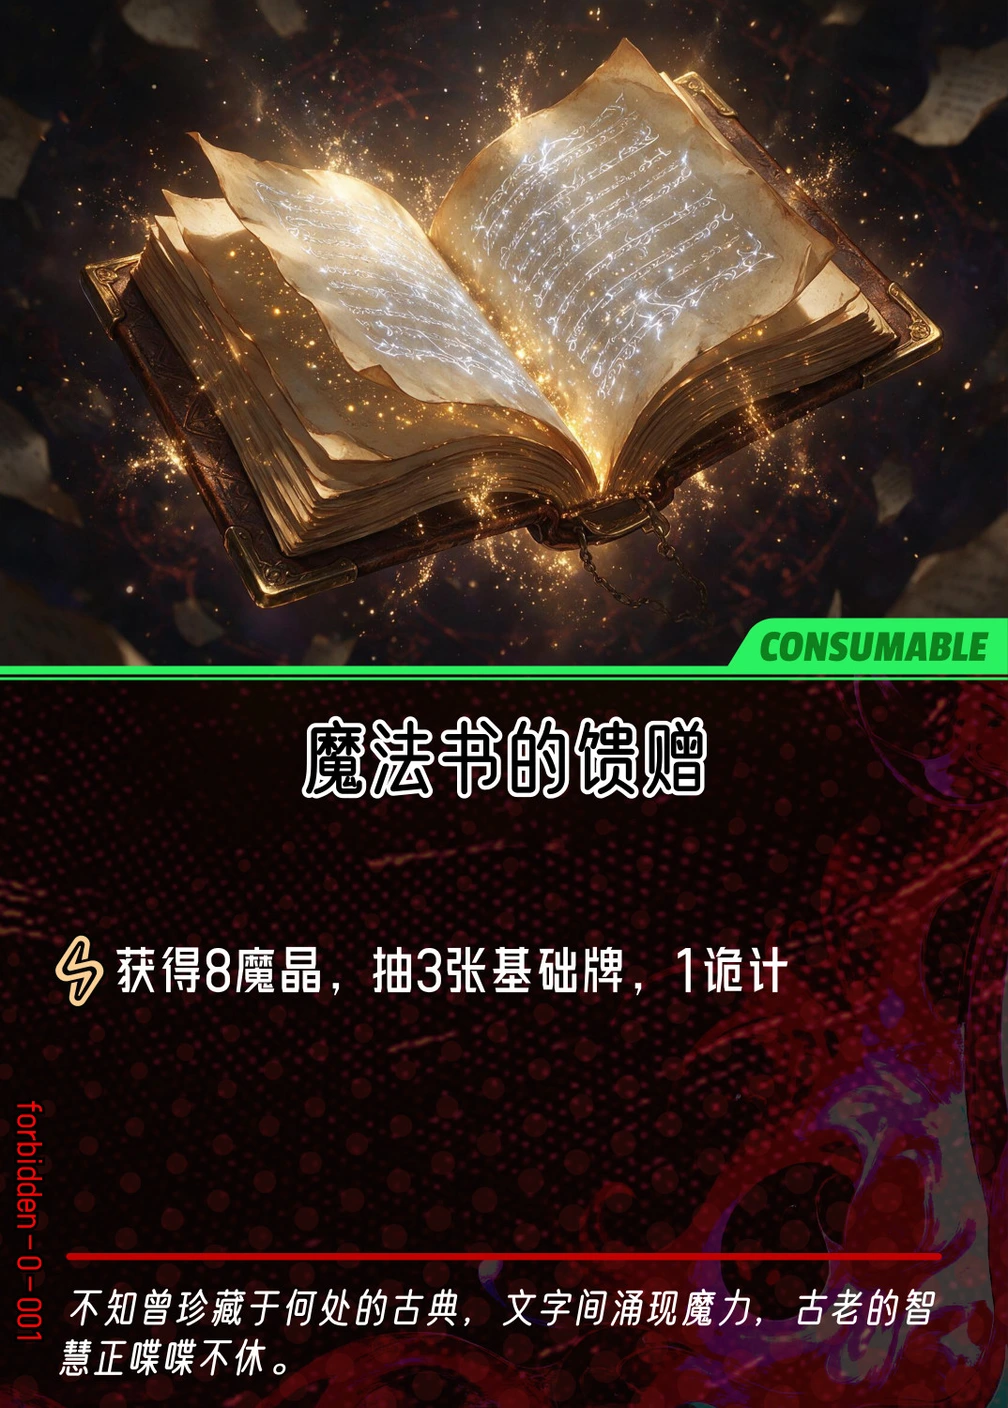 CONSUMABLE
魔法书的馈赠
获得8魔晶，抽3张基础牌，1诡计
forbidden-0-001
不知曾珍藏于何处的古典，文字间涌现魔力，古老的智
慧正喋喋不休。